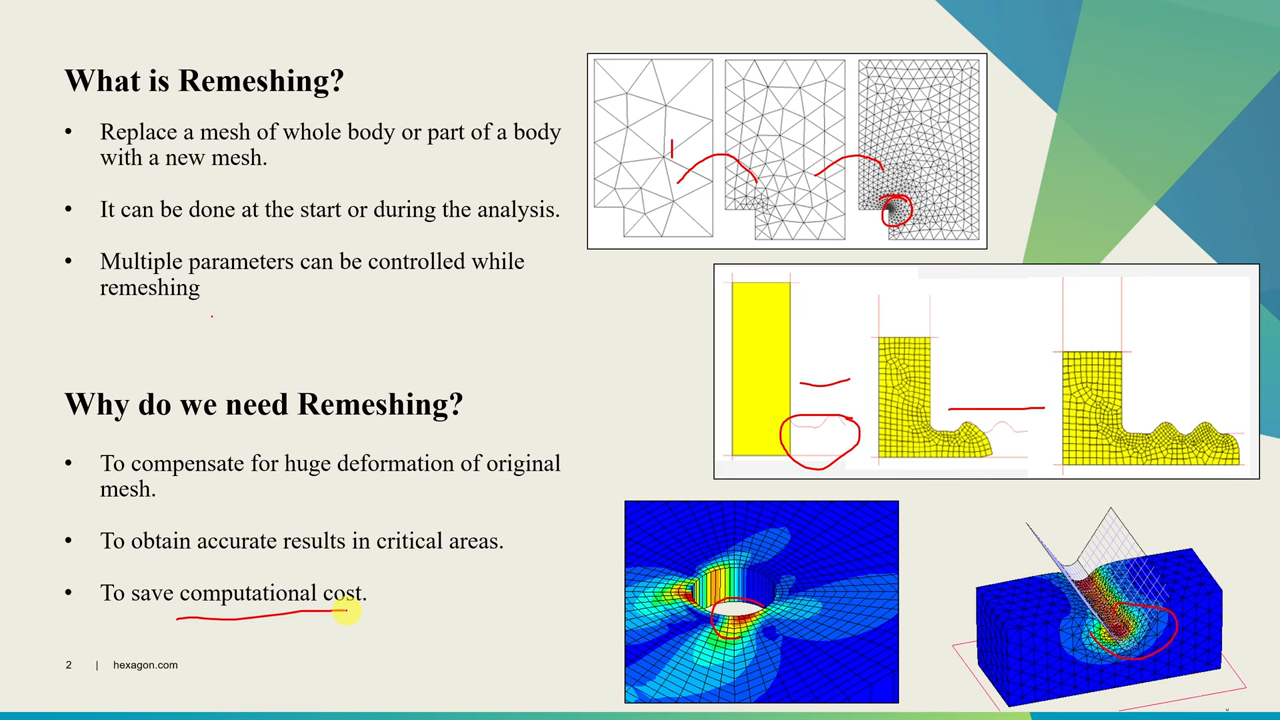 What is Remeshing?
• Replace a mesh of whole body or part of a body
with a new mesh.
• It can be done at the start or during the analysis.
• Multiple parameters can be controlled while
remeshing
Why do we need Remeshing?
• To compensate for huge deformation of original
mesh.
• To obtain accurate results in critical areas.
• To save computational cost.
2 | hexagon.com